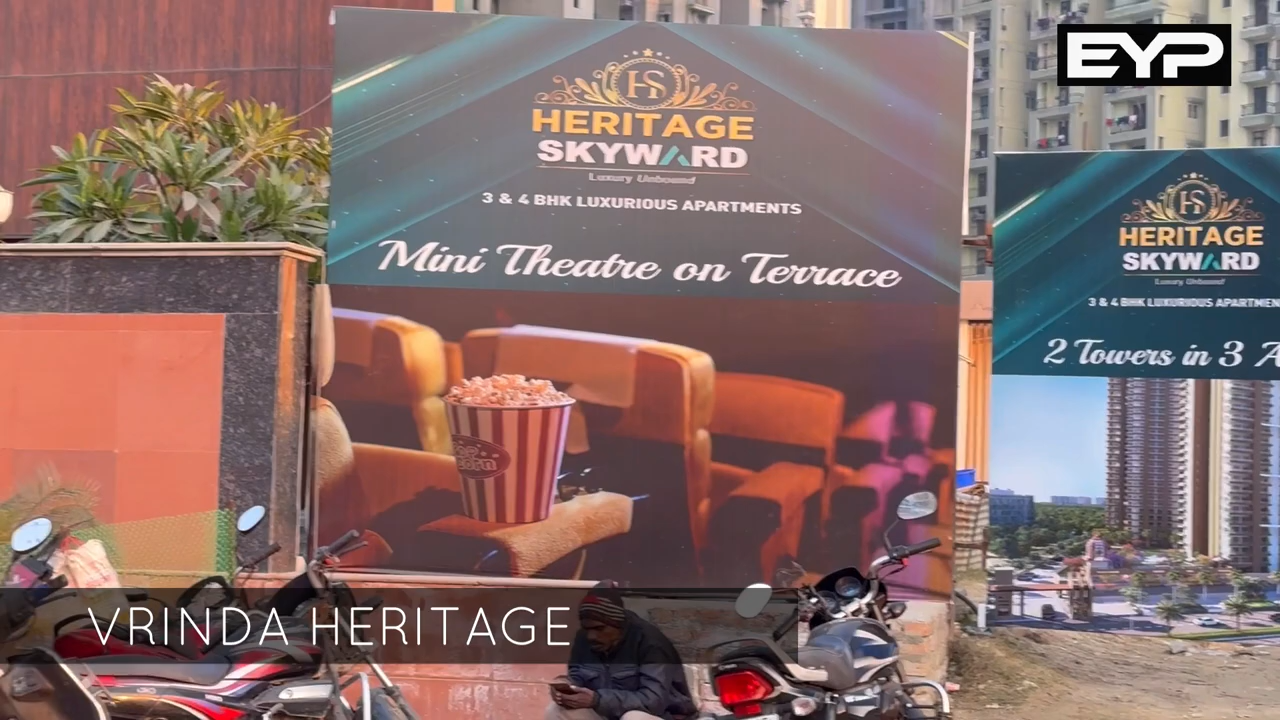 EYP
HS
HERITAGE
SKYWARD
Luxury Unbound
3 & 4 BHK LUXURIOUS APARTMENTS
Mini Theatre on Terrace
HS
HERITAGE
SKYWARD
Luxury Unbound
3 & 4 BHK LUXURIOUS APARTMEN
2 Towers in 3 A
VRINDA HERITAGE